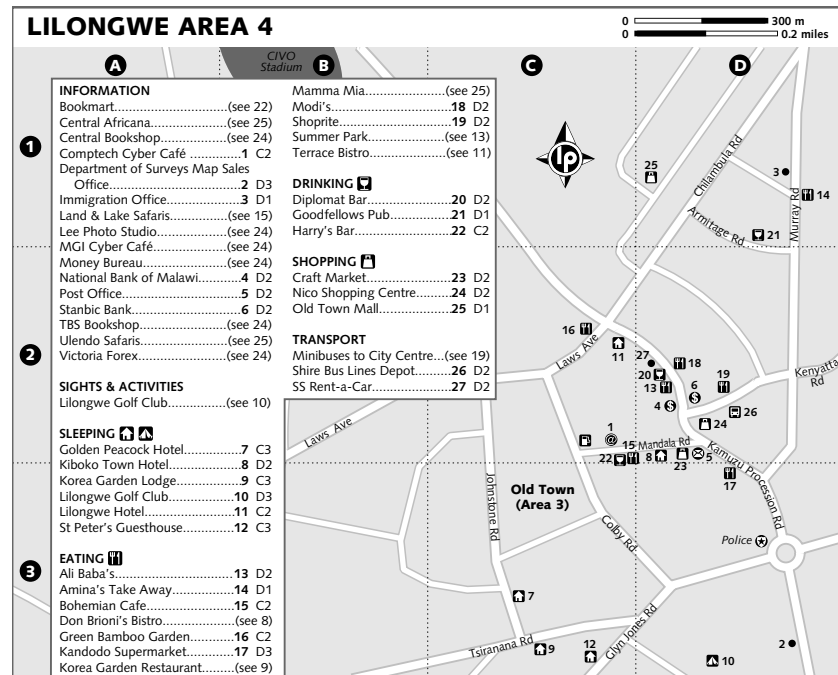 LILONGWE AREA 4
0 300 m
0 0.2 miles
CIVO
Stadium
A B C D
1
2
3
INFORMATION
Bookmart..............................(see 22)
Central Africana...................(see 25)
Central Bookshop.................(see 24)
Comptech Cyber Café ..............1 C2
Department of Surveys Map Sales
Office...................................2 D3
Immigration Office....................3 D1
Land & Lake Safaris...............(see 15)
Lee Photo Studio...................(see 24)
MGI Cyber Café....................(see 24)
Money Bureau......................(see 24)
National Bank of Malawi...........4 D2
Post Office..............................5 D2
Stanbic Bank...........................6 D2
TBS Bookshop.......................(see 24)
Ulendo Safaris.......................(see 25)
Victoria Forex........................(see 24)
SIGHTS & ACTIVITIES
Lilongwe Golf Club...............(see 10)
SLEEPING
Golden Peacock Hotel..............7 C3
Kiboko Town Hotel..................8 D2
Korea Garden Lodge................9 C3
Lilongwe Golf Club................10 D3
Lilongwe Hotel......................11 C2
St Peter's Guesthouse............12 C3
EATING
Ali Baba's.............................13 D2
Amina's Take Away................14 D1
Bohemian Cafe......................15 C2
Don Brioni's Bistro..................(see 8)
Green Bamboo Garden............16 C2
Kandodo Supermarket............17 D3
Korea Garden Restaurant........(see 9)
Mamma Mia.......................(see 25)
Modi's.................................18 D2
Shoprite...............................19 D2
Summer Park.......................(see 13)
Terrace Bistro.......................(see 11)
DRINKING
Diplomat Bar........................20 D2
Goodfellows Pub...................21 D1
Harry's Bar...........................22 C2
SHOPPING
Craft Market.........................23 D2
Nico Shopping Centre............24 D2
Old Town Mall......................25 D1
TRANSPORT
Minibuses to City Centre...(see 19)
Shire Bus Lines Depot............26 D2
SS Rent-a-Car.......................27 D2
lp
25
3
14
21
Chilambula Rd
Murray Rd
Armitage Rd
16
11
Laws Ave
27
18
20
13
6
19
4
26
24
Kenyatta
Rd
1
@
15
Mandala Rd
22
8
23
5
17
Kamuzu Procession Rd
Laws Ave
Johnstone Rd
Old Town
(Area 3)
Colby Rd
Police
7
Tsiranana Rd
9
12
Glyn Jones Rd
10
2